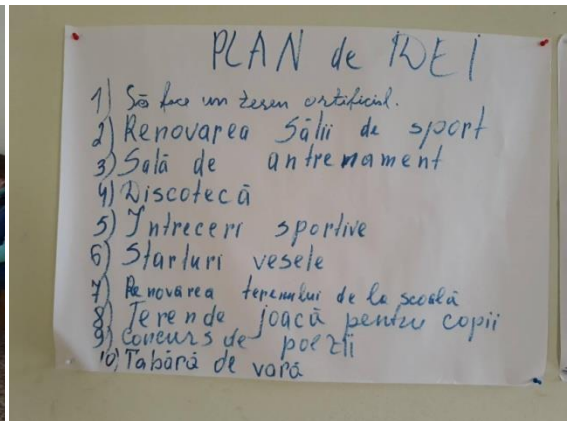 PLAN de IDEI
1) Să face un teren artificial.
2) Renovarea Sălii de sport
3) Sală de antrenament
4) Discotecă
5) Intreceri sportive
6) Starturi vesele
7) Renovarea terenului de la școală
8) Teren de joacă pentru copii
9) Concurs de poezii
10) Tabără de vară